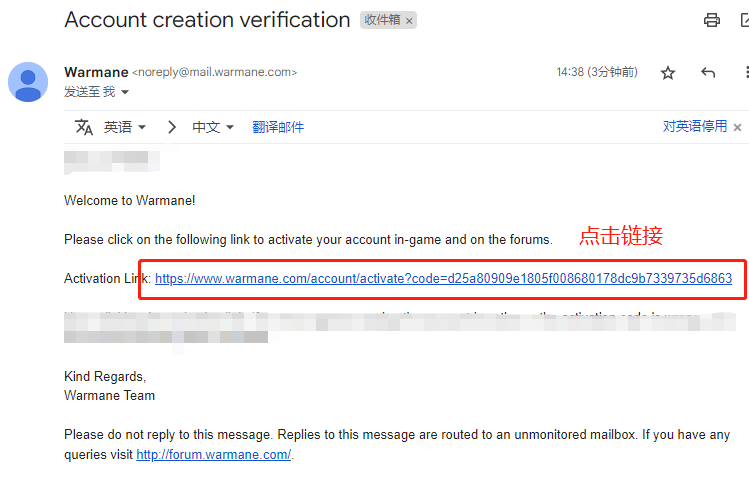 Account creation verification 收件箱 ×
Warmane <noreply@mail.warmane.com> 14:38 (3分钟前)
发送至 我
英语 中文 翻译邮件 对英语停用 ×
Welcome to Warmane!
Please click on the following link to activate your account in-game and on the forums. 点击链接
Activation Link: https://www.warmane.com/account/activate?code=d25a80909e1805f008680178dc9b7339735d6863
Kind Regards,
Warmane Team
Please do not reply to this message. Replies to this message are routed to an unmonitored mailbox. If you have any
queries visit http://forum.warmane.com/.